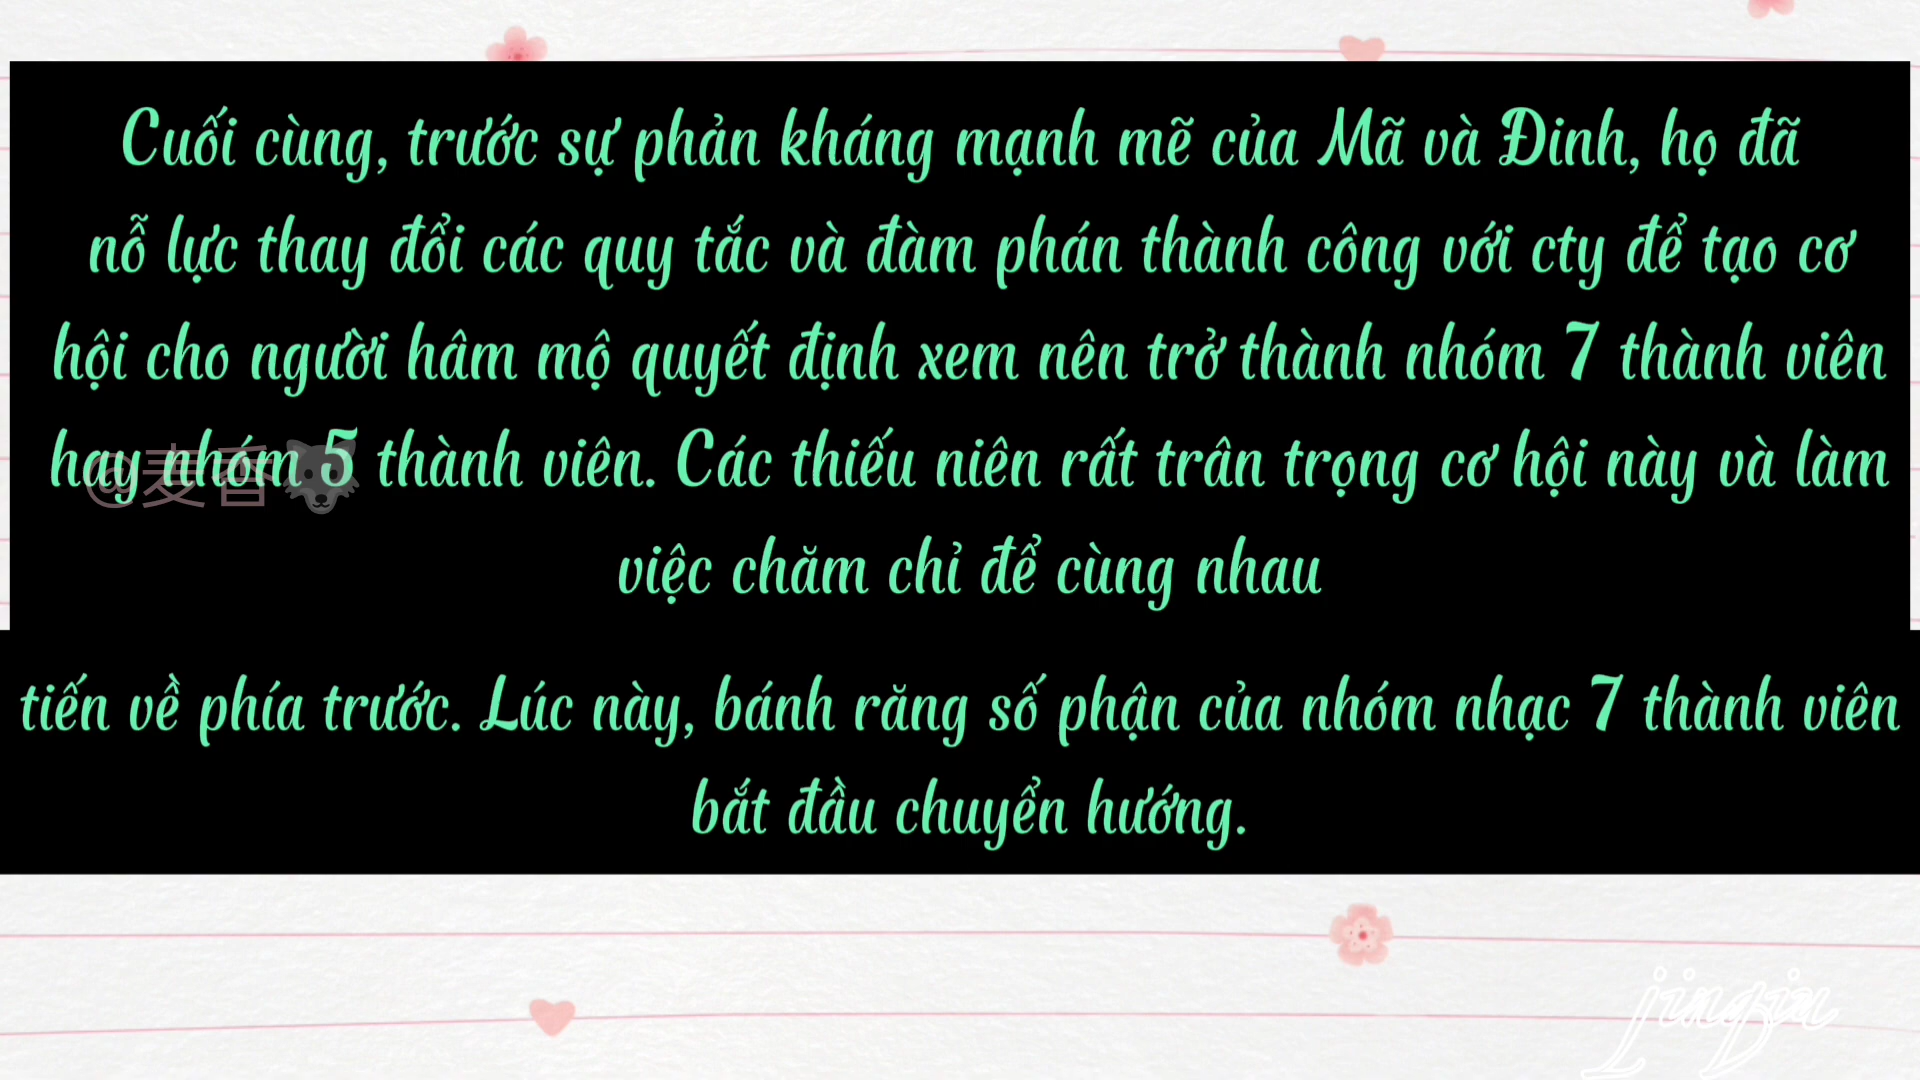 Cuối cùng, trước sự phản kháng mạnh mẽ của Mã và Đinh, họ đã
nỗ lực thay đổi các quy tắc và đàm phán thành công với cty để tạo cơ
hội cho người hâm mộ quyết định xem nên trở thành nhóm 7 thành viên
hay nhóm 5 thành viên. Các thiếu niên rất trân trọng cơ hội này và làm
@麦香
việc chăm chỉ để cùng nhau
tiến về phía trước. Lúc này, bánh răng số phận của nhóm nhạc 7 thành viên
bắt đầu chuyển hướng.